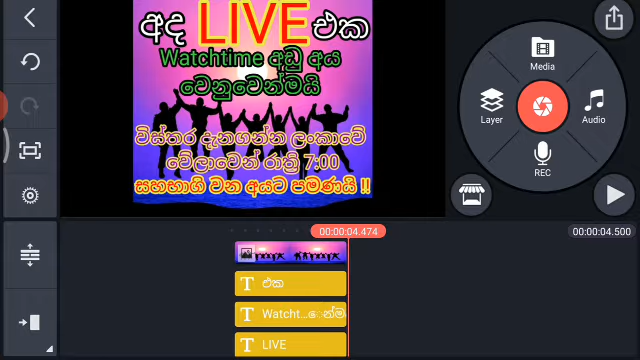 අද LIVE එක
Watchtime අඩු අය
වෙනුවෙන්මයි
විස්තර දැනගන්න ලංකාවේ
වේලාවෙන් රාත්‍රි 7:00
සහභාගි වන අයට පමණයි !!
Media
Layer
Audio
REC
00:00:04.474
00:00:04.500
T එක
T Watcht...ෙන්ම
T LIVE